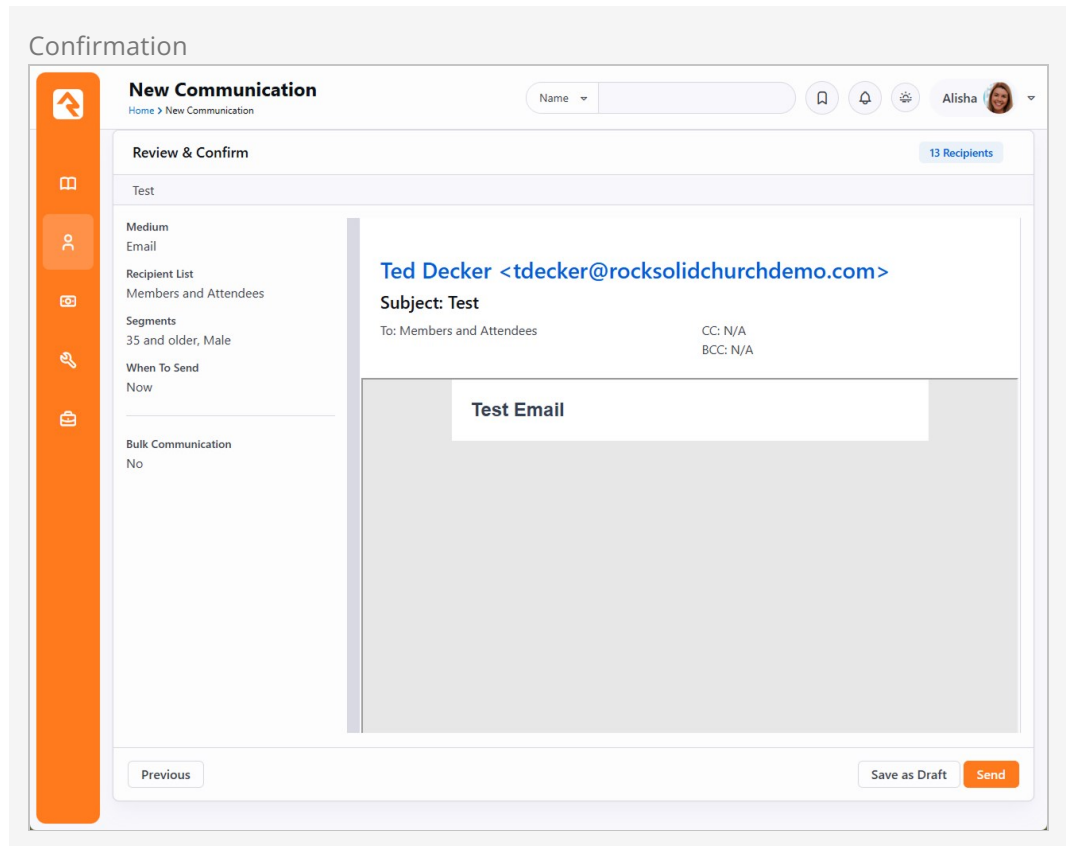 Confirmation
New Communication
Home > New Communication
Name
Alisha
Review & Confirm
13 Recipients
Test
Medium
Email
Recipient List
Members and Attendees
Segments
35 and older, Male
When To Send
Now
Bulk Communication
No
Ted Decker <tdecker@rocksolidchurchdemo.com>
Subject: Test
To: Members and Attendees
CC: N/A
BCC: N/A
Test Email
Previous
Save as Draft
Send